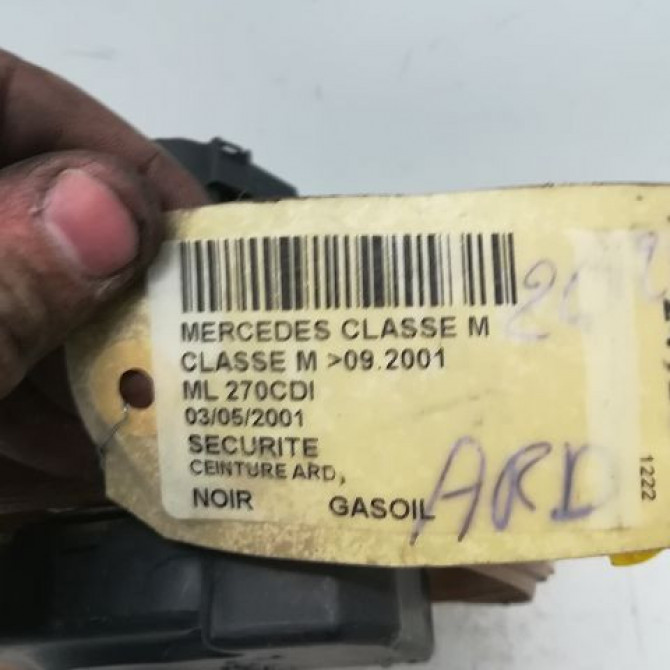 MERCEDES CLASSE M
CLASSE M >09.2001
ML 270CDI
03/05/2001
SECURITE
CEINTURE ARD,
NOIR GASOIL
ARD
1222